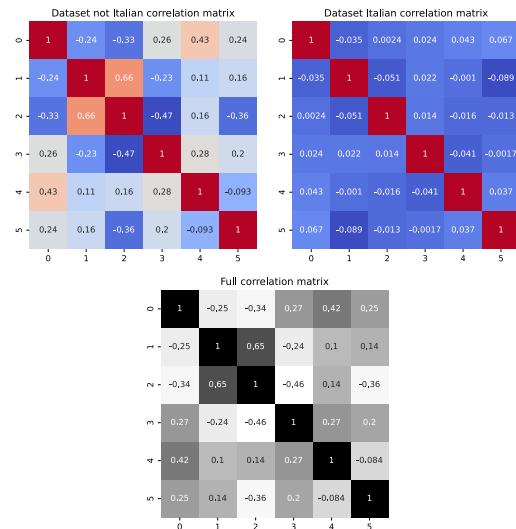 Dataset not Italian correlation matrix
0 1 -0.24 -0.33 0.26 0.43 0.24
1 -0.24 1 0.66 -0.23 0.11 0.16
2 -0.33 0.66 1 -0.47 0.16 -0.36
3 0.26 -0.23 -0.47 1 0.28 0.2
4 0.43 0.11 0.16 0.28 1 -0.093
5 0.24 0.16 -0.36 0.2 -0.093 1
0 1 2 3 4 5
Dataset Italian correlation matrix
0 1 -0.035 0.0024 0.024 0.043 0.067
1 -0.035 1 -0.051 0.022 -0.001 -0.089
2 0.0024 -0.051 1 0.014 -0.016 -0.013
3 0.024 0.022 0.014 1 -0.041 -0.0017
4 0.043 -0.001 -0.016 -0.041 1 0.037
5 0.067 -0.089 -0.013 -0.0017 0.037 1
0 1 2 3 4 5
Full correlation matrix
0 1 -0,25 -0,34 0,27 0,42 0,25
1 -0,25 1 0,65 -0,24 0,1 0,14
2 -0,34 0,65 1 -0,46 0,14 -0,36
3 0.27 -0.24 -0.46 1 0.27 0.2
4 0.42 0.1 0.14 0.27 1 -0.084
5 0.25 0.14 -0.36 0.2 -0.084 1
0 1 2 3 4 5